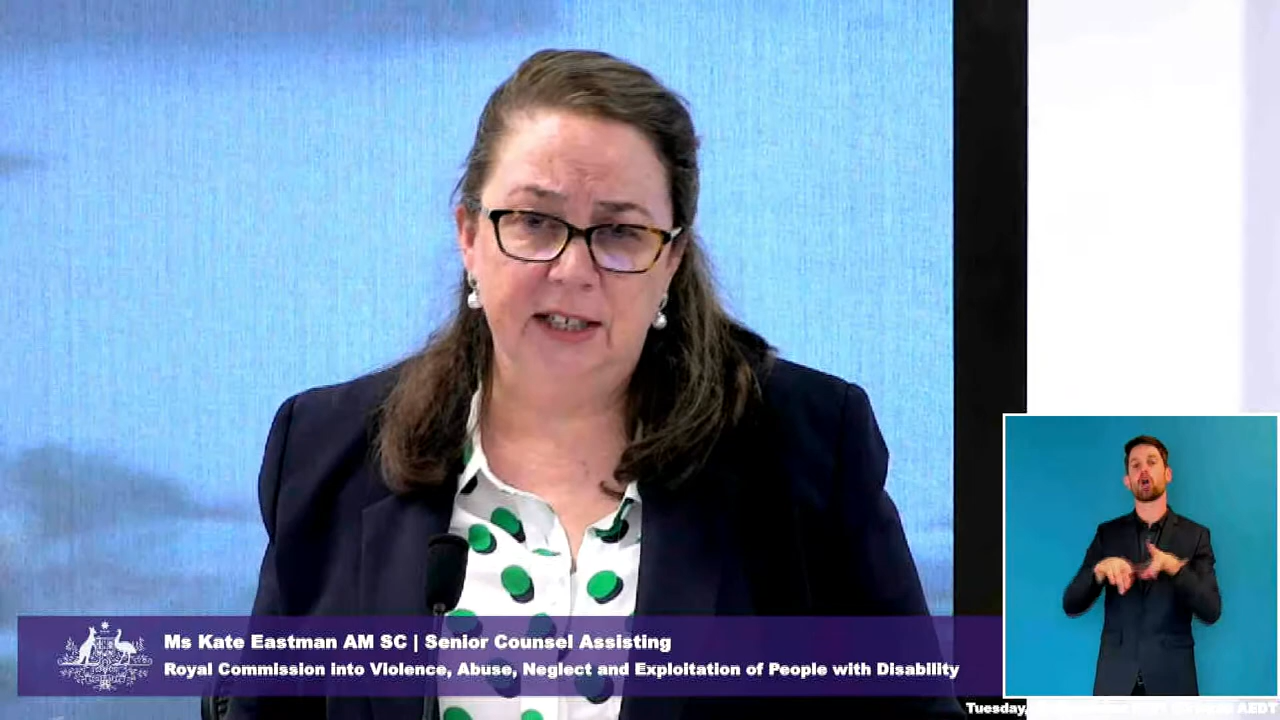 Ms Kate Eastman AM SC | Senior Counsel Assisting
Royal Commission into Violence, Abuse, Neglect and Exploitation of People with Disability
Tuesday, AEDT